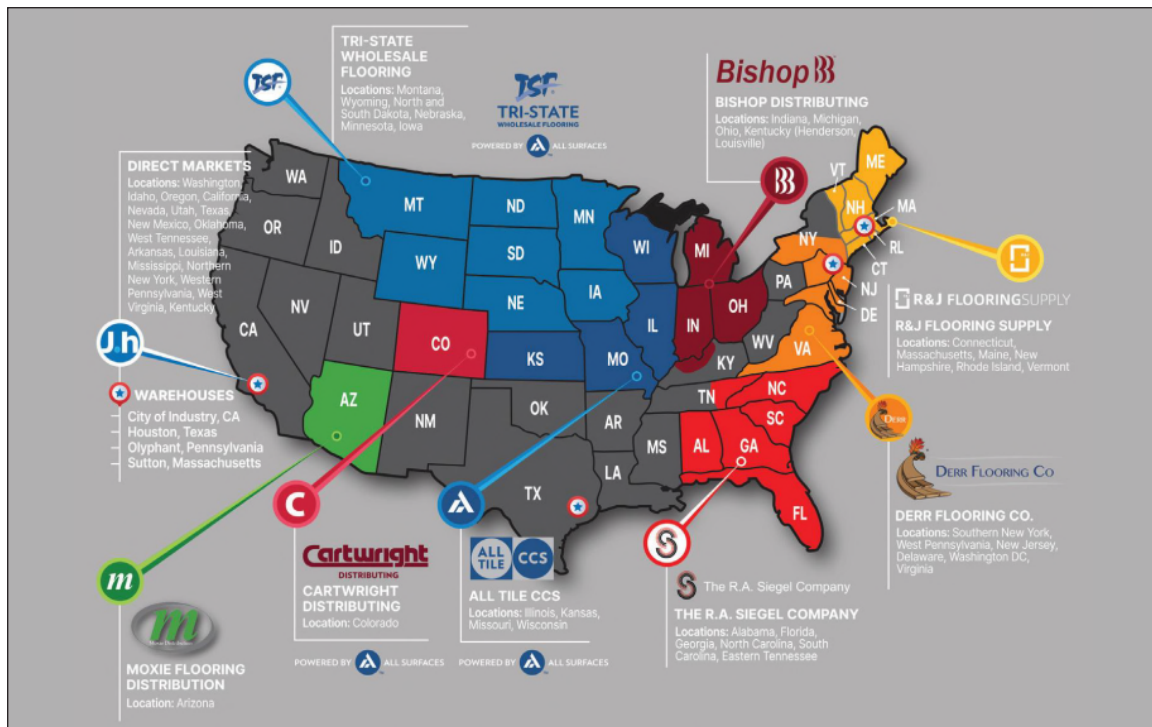 TRI-STATE
WHOLESALE
FLOORING
Locations: Montana,
Wyoming, North and
South Dakota, Nebraska,
Minnesota, Iowa
TSF
TSF
TRI-STATE
WHOLESALE FLOORING
POWERED BY ALL SURFACES
Bishop
BISHOP DISTRIBUTING
Locations: Indiana, Michigan,
Ohio, Kentucky (Henderson,
Louisville)
DIRECT MARKETS
Locations: Washington,
Idaho, Oregon, California,
Nevada, Utah, Texas,
New Mexico, Oklahoma,
West Tennessee,
Arkansas, Louisiana,
Mississippi, Northern
New York, Western
Pennsylvania, West
Virginia, Kentucky
J.h
WAREHOUSES
City of Industry, CA
Houston, Texas
Olyphant, Pennsylvania
Sutton, Massachusetts
WA
OR
ID
MT
ND
MN
SD
WY
WI
MI
NE
IA
NV
UT
CA
CO
KS
MO
IL
IN
OH
KY
WV
VA
PA
NY
VT
ME
NH
MA
RL
CT
NJ
DE
AZ
NM
OK
AR
TN
NC
SC
MS
AL
GA
LA
TX
FL
R&J FLOORINGSUPPLY
R&J FLOORING SUPPLY
Locations: Connecticut,
Massachusetts, Maine, New
Hampshire, Rhode Island, Vermont
DERR
DERR FLOORING CO
DERR FLOORING CO.
Locations: Southern New York,
West Pennsylvania, New Jersey,
Delaware, Washington DC,
Virginia
m
m
MOXIE FLOORING
DISTRIBUTION
Location: Arizona
C
Cartwright
DISTRIBUTING
CARTWRIGHT
DISTRIBUTING
Location: Colorado
POWERED BY ALL SURFACES
ALL
TILE
CCS
ALL TILE CCS
Locations: Illinois, Kansas,
Missouri, Wisconsin
POWERED BY ALL SURFACES
S
S The R.A. Siegel Company
THE R.A. SIEGEL COMPANY
Locations: Alabama, Florida,
Georgia, North Carolina, South
Carolina, Eastern Tennessee